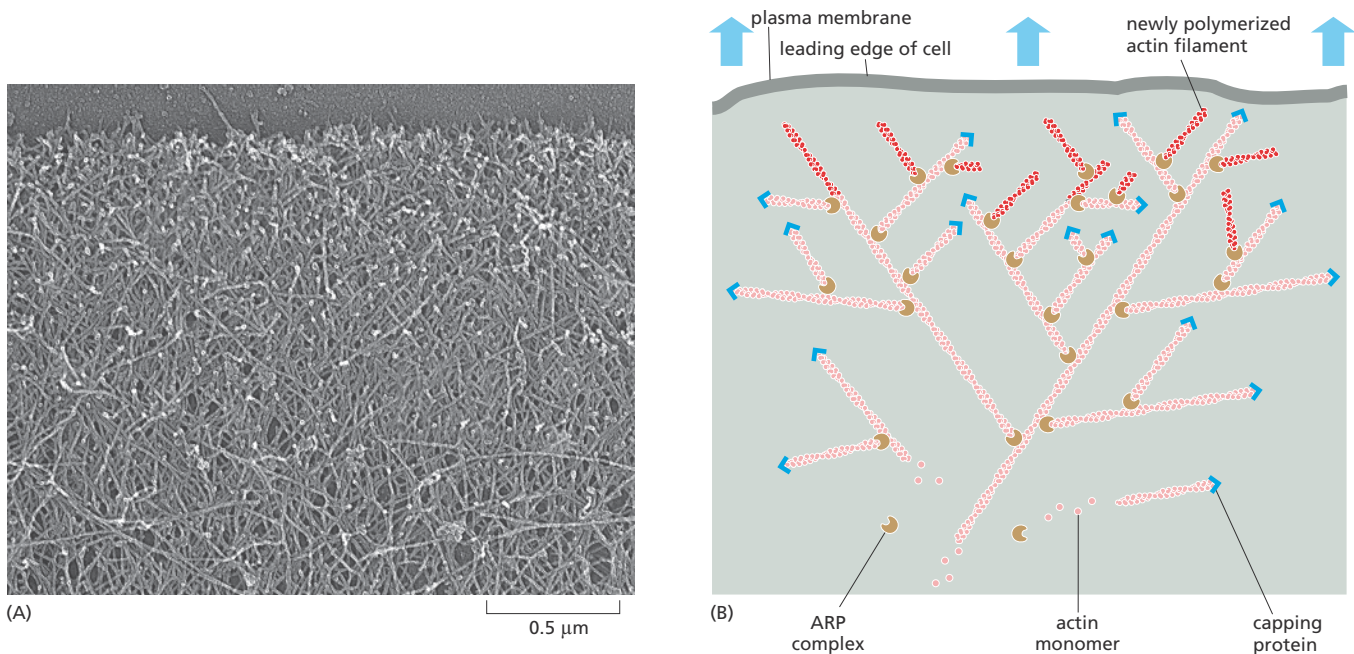 plasma membrane
leading edge of cell
newly polymerized
actin filament
(A)
0.5 μm
(B)
ARP
complex
actin
monomer
capping
protein